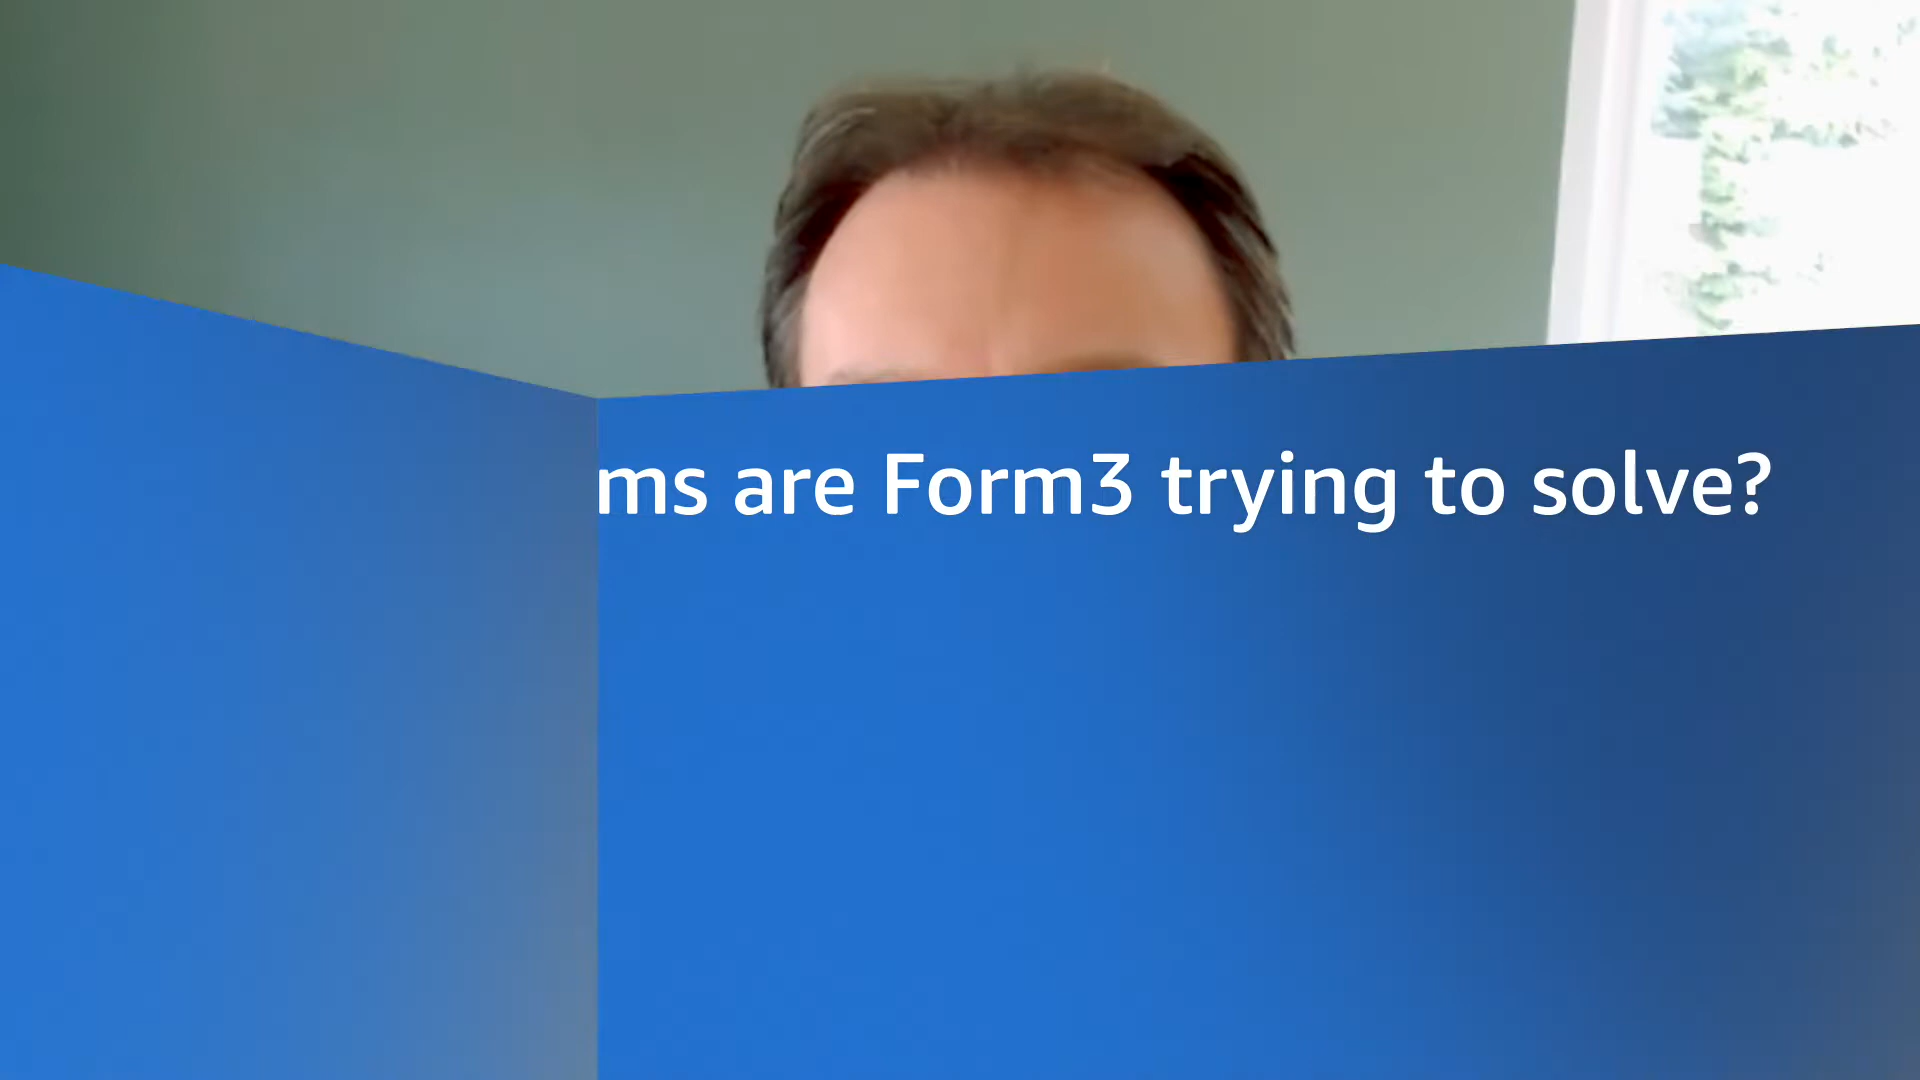 ms are Form3 trying to solve?